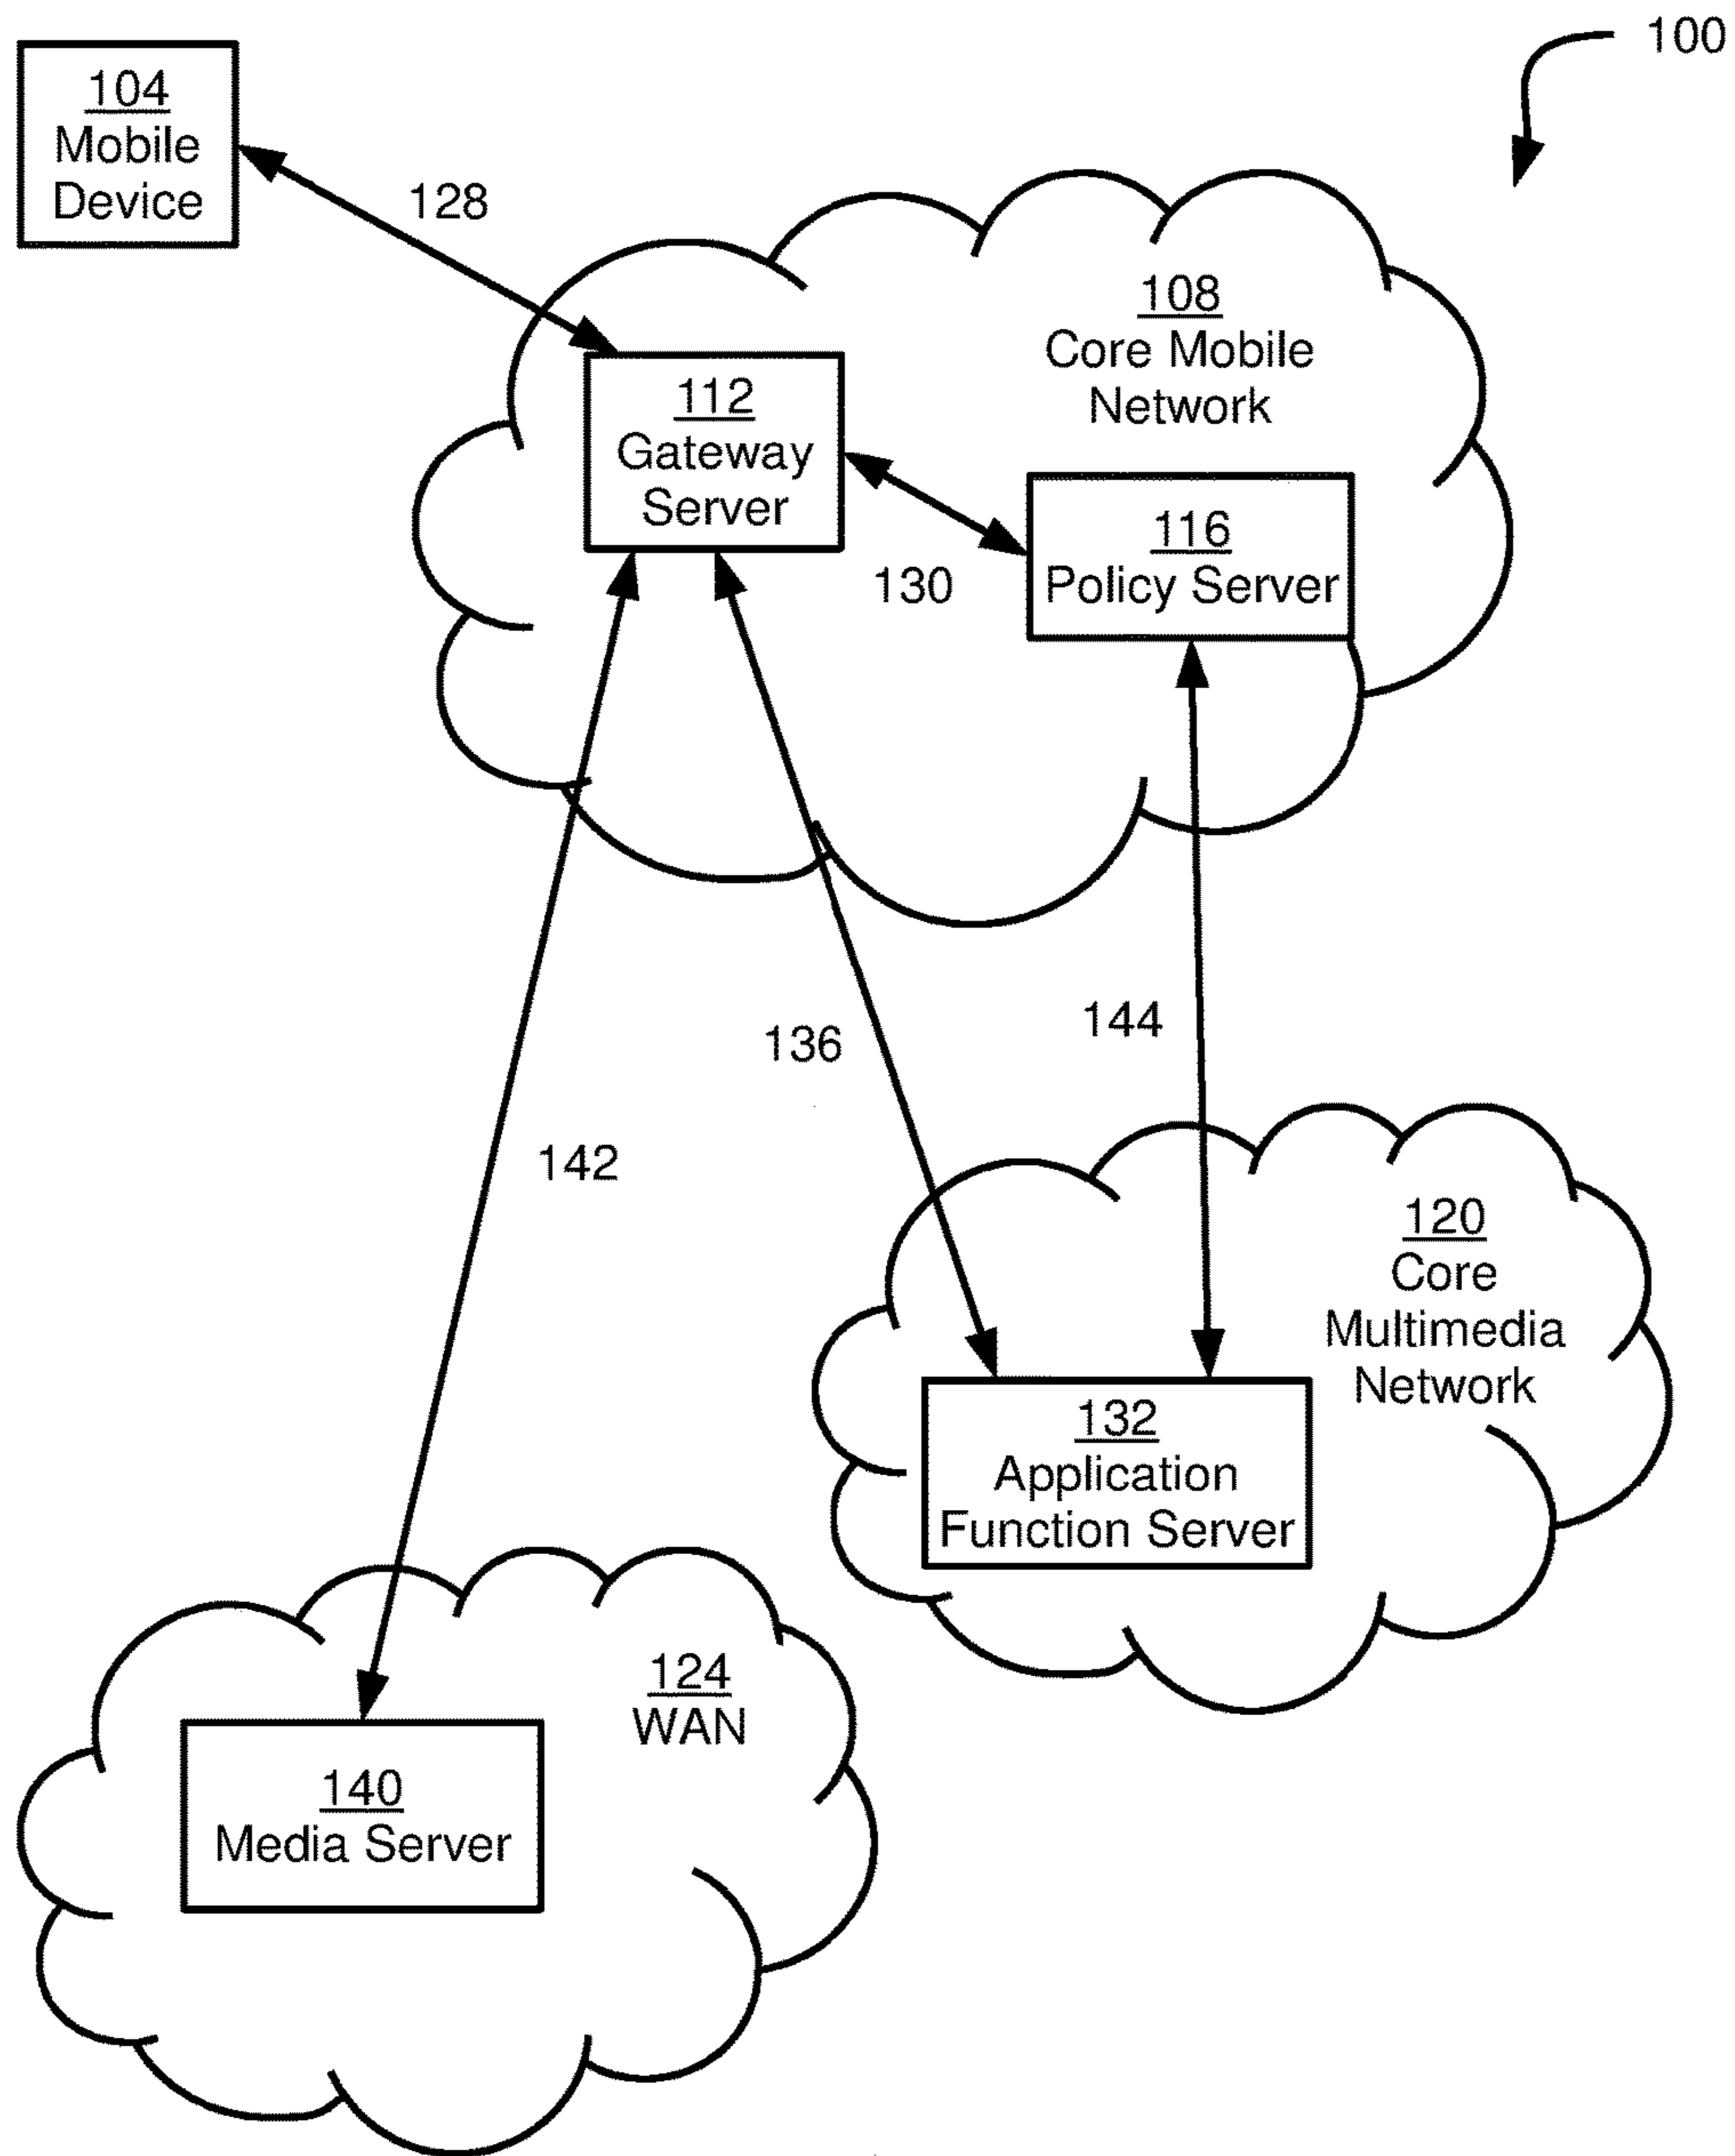 100
104
Mobile
Device
128
108
Core Mobile
Network
112
Gateway
Server
116
Policy Server
130
136
144
142
120
Core
Multimedia
Network
132
Application
Function Server
124
WAN
140
Media Server